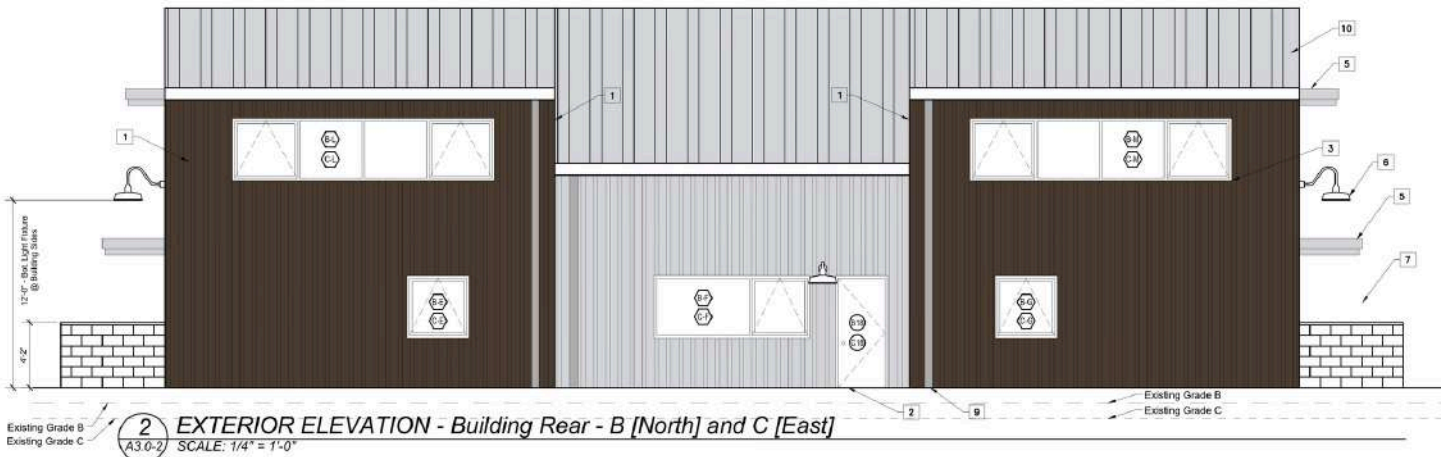 10
5
1
1
1
B-L
C-L
B-M
C-M
3
6
5
12'-0" - Bot. Light Fixture
@ Building Sides
7
B-E
C-E
B-F
C-F
B-G
C-G
B18
C18
4'-2"
Existing Grade B
Existing Grade C
2
9
Existing Grade B
Existing Grade C
2
A3.0-2
EXTERIOR ELEVATION - Building Rear - B [North] and C [East]
SCALE: 1/4" = 1'-0"